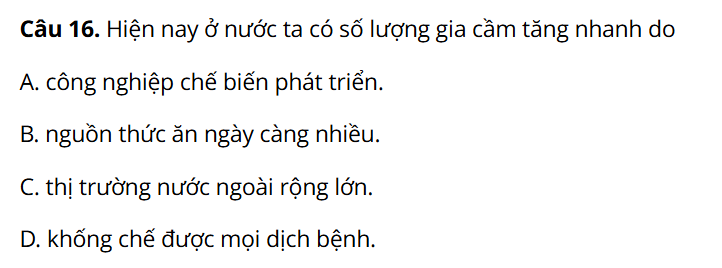 Câu 16. Hiện nay ở nước ta có số lượng gia cầm tăng nhanh do
A. công nghiệp chế biến phát triển.
B. nguồn thức ăn ngày càng nhiều.
C. thị trường nước ngoài rộng lớn.
D. khống chế được mọi dịch bệnh.